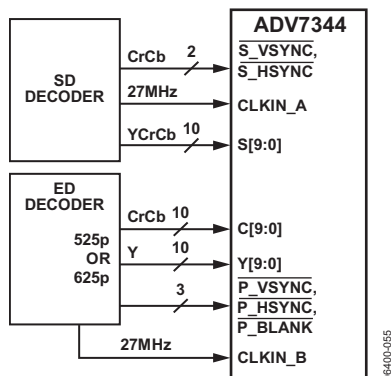 ADV7344
SD
DECODER
CrCb 2
S_VSYNC,
S_HSYNC
27MHz
CLKIN_A
YCrCb 10
S[9:0]
ED
DECODER
525p
OR
625p
CrCb 10
C[9:0]
Y 10
Y[9:0]
3
P_VSYNC,
P_HSYNC,
P_BLANK
27MHz
CLKIN_B
6400-055